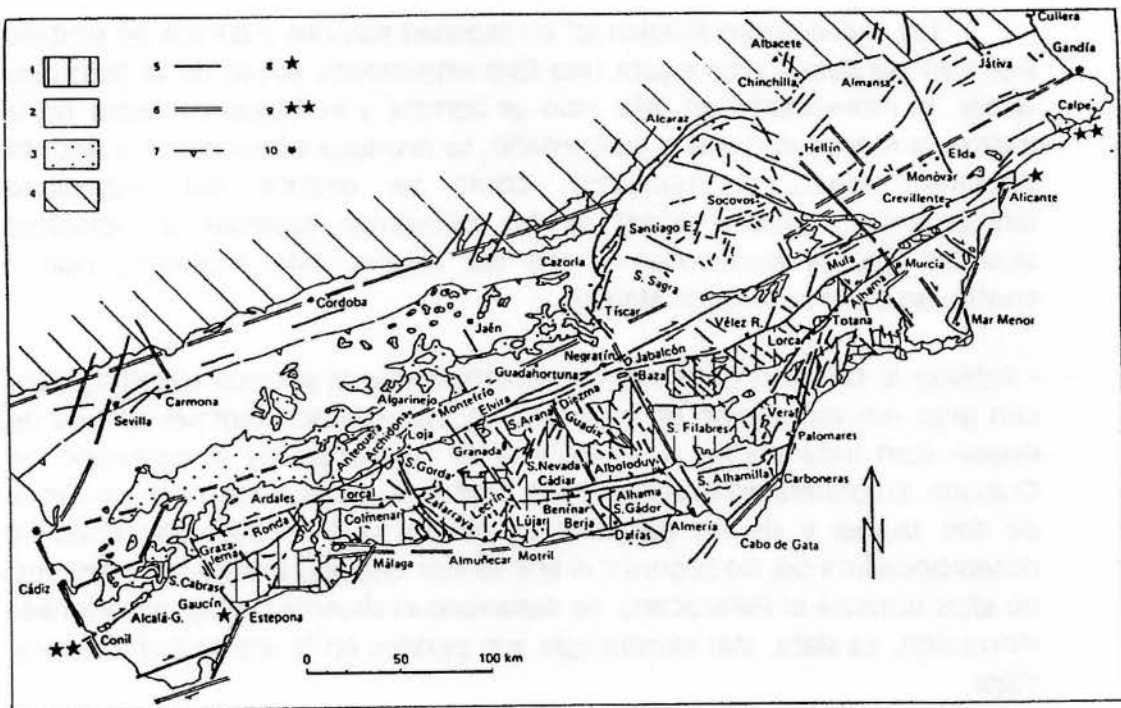 1
2
3
4
5
6
7
8 ★
9 ★★
10
Cullera
Gandía
Játiva
Albacete
Chinchilla
Almansa
Calpe
Alcaraz
Hellín
Elda
Monóvar
Crevillente
Alicante
Socovos
Santiago E.
Cazorla
S. Sagra
Mula
Murcia
Alhama
Córdoba
Tíscar
Vélez R.
Totana
Mar Menor
Jaén
Lorca
Negratín
Jabalcón
Guadahortuna
Baza
Carmona
Sevilla
Algarinejo
Montefrío
Elvira
Diezma
S. Arana
Guadix
Vera
S. Filabres
Palomares
Antequera
Archidona
Loja
Granada
S. Nevada
Alboloduy
S. Gorda
Cádiar
S. Alhamilla
Carboneras
Ardales
Torcal
Zafarraya
Lecrín
Benínar
Alhama
S. Gádor
Ronda
Colmenar
Lújar
Berja
Almería
Dalías
Grazalema
Málaga
Almuñécar
Motril
Cabo de Gata
Cádiz
S. Cabras
Gaucín
Alcalá-G.
Estepona
Conil
0 50 100 km